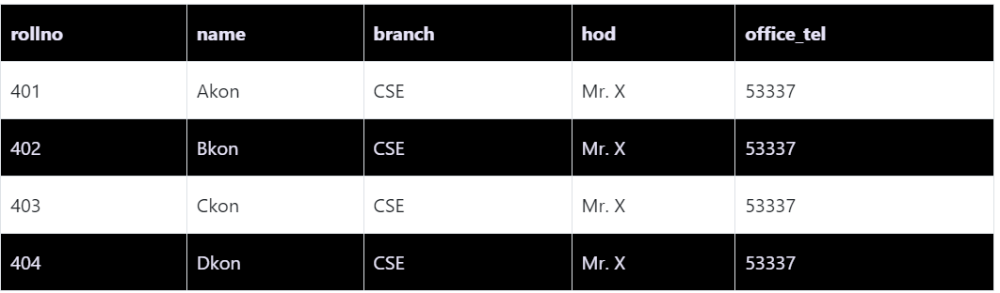 rollno name branch hod office_tel
401 Akon CSE Mr. X 53337
402 Bkon CSE Mr. X 53337
403 Ckon CSE Mr. X 53337
404 Dkon CSE Mr. X 53337